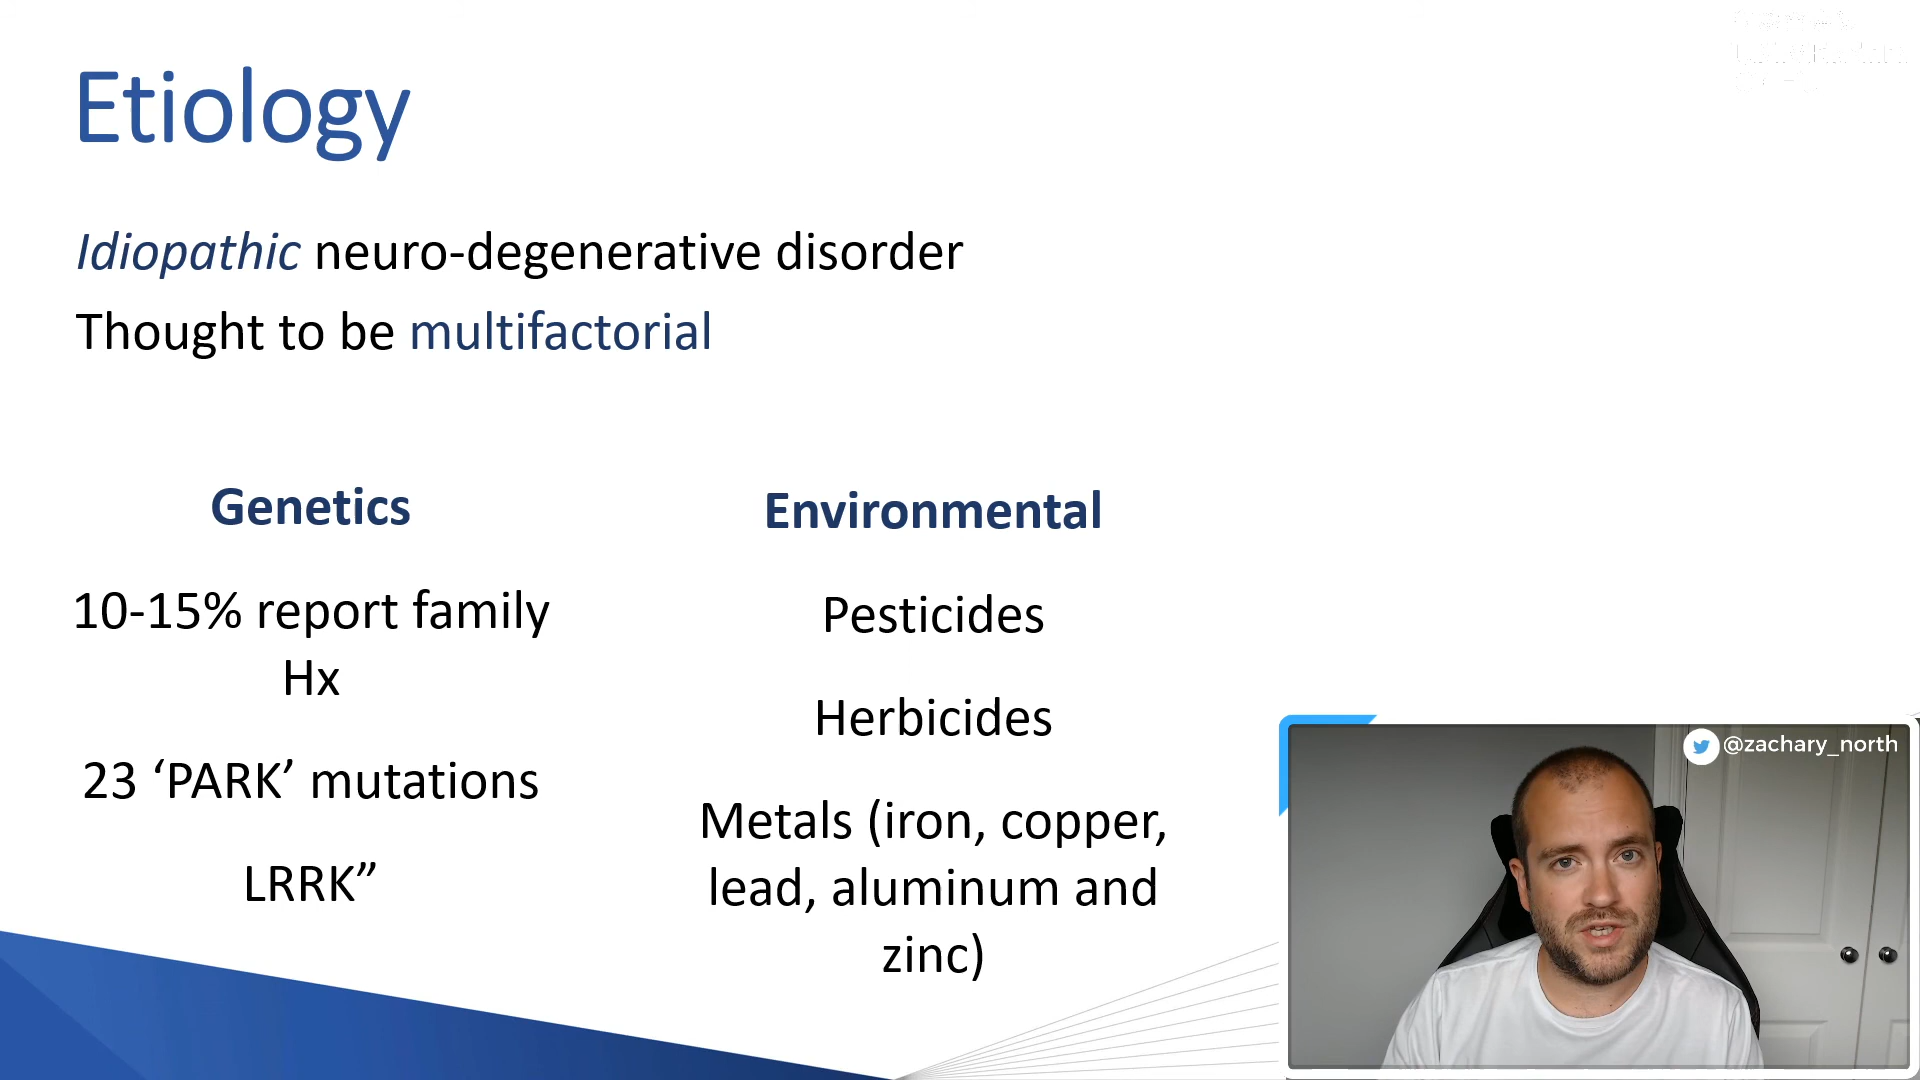 Etiology
Idiopathic neuro-degenerative disorder
Thought to be multifactorial
Genetics
10-15% report family
Hx
23 ‘PARK’ mutations
LRRK”
Environmental
Pesticides
Herbicides
Metals (iron, copper,
lead, aluminum and
zinc)
@zachary_north